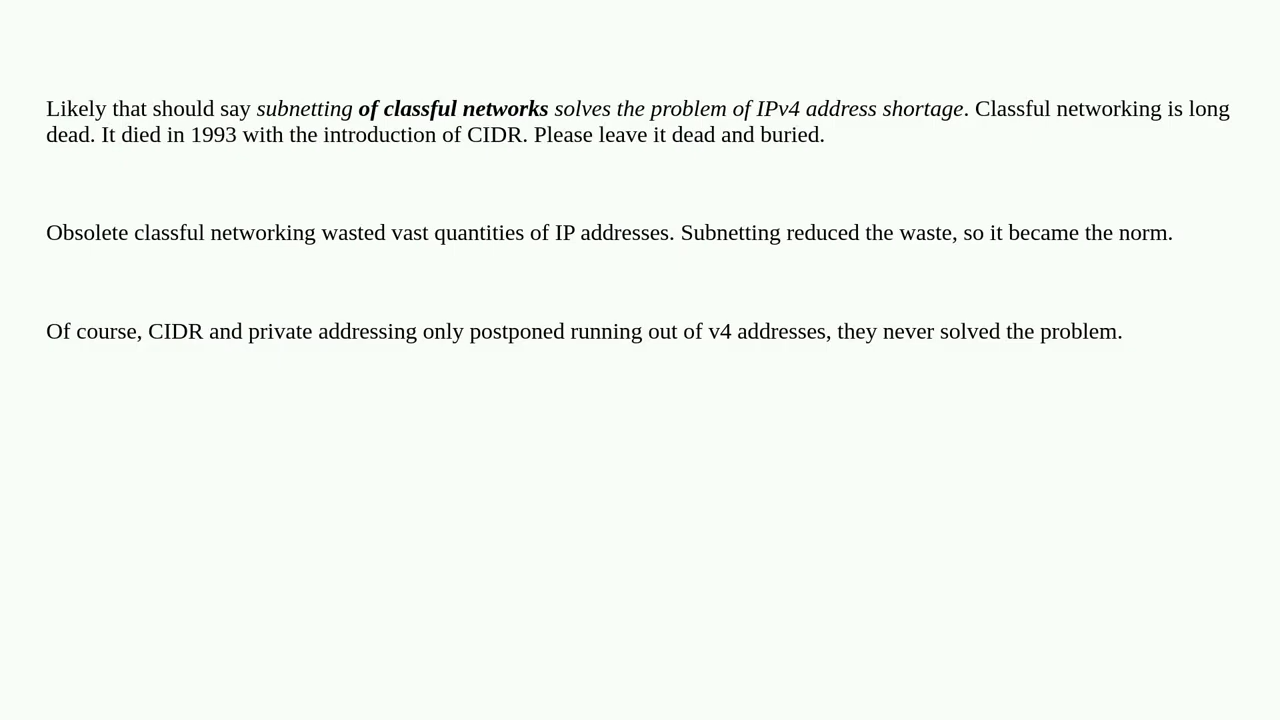 Likely that should say subnetting of classful networks solves the problem of IPv4 address shortage. Classful networking is long
dead. It died in 1993 with the introduction of CIDR. Please leave it dead and buried.
Obsolete classful networking wasted vast quantities of IP addresses. Subnetting reduced the waste, so it became the norm.
Of course, CIDR and private addressing only postponed running out of v4 addresses, they never solved the problem.